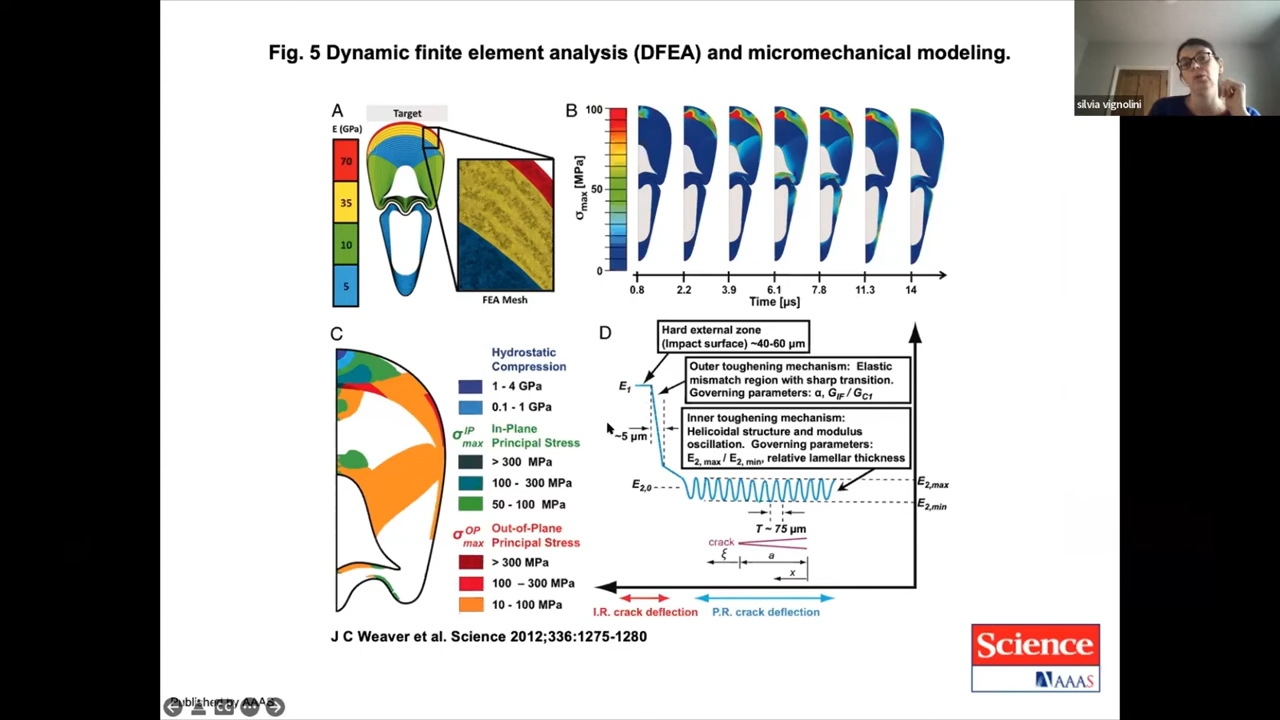 Fig. 5 Dynamic finite element analysis (DFEA) and micromechanical modeling.
silvia vignolini
A
Target
E (GPa)
70
35
10
5
FEA Mesh
B
100
50
0
σmax [MPa]
0.8 2.2 3.9 6.1 7.8 11.3 14
Time [µs]
C
Hydrostatic
Compression
1 - 4 GPa
0.1 - 1 GPa
σ IP max
In-Plane
Principal Stress
> 300 MPa
100 - 300 MPa
50 - 100 MPa
σ OP max
Out-of-Plane
Principal Stress
> 300 MPa
100 – 300 MPa
10 - 100 MPa
D
Hard external zone
(Impact surface) ~40-60 µm
Outer toughening mechanism: Elastic
mismatch region with sharp transition.
Governing parameters: α, GIF / GC1
Inner toughening mechanism:
Helicoidal structure and modulus
oscillation. Governing parameters:
E2, max / E2, min, relative lamellar thickness
E1
~5 µm
E2,0
E2,max
E2,min
T ~ 75 µm
crack
ξ
a
x
I.R. crack deflection
P.R. crack deflection
J C Weaver et al. Science 2012;336:1275-1280
Science
AAAS
Published by AAAS